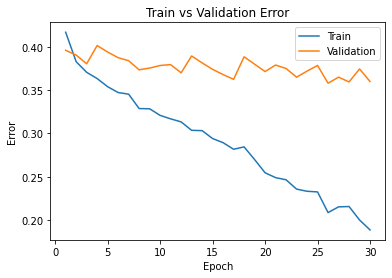 Train vs Validation Error
Train
Validation
Error
0.40
0.35
0.30
0.25
0.20
0 5 10 15 20 25 30
Epoch